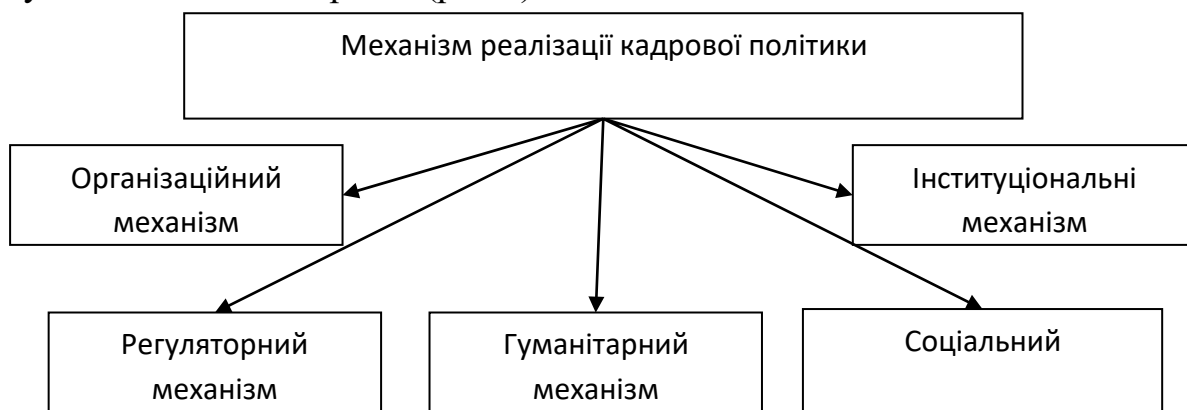 Механізм реалізації кадрової політики
Організаційний
механізм
Інституціональні
механізм
Регуляторний
механізм
Гуманітарний
механізм
Соціальний